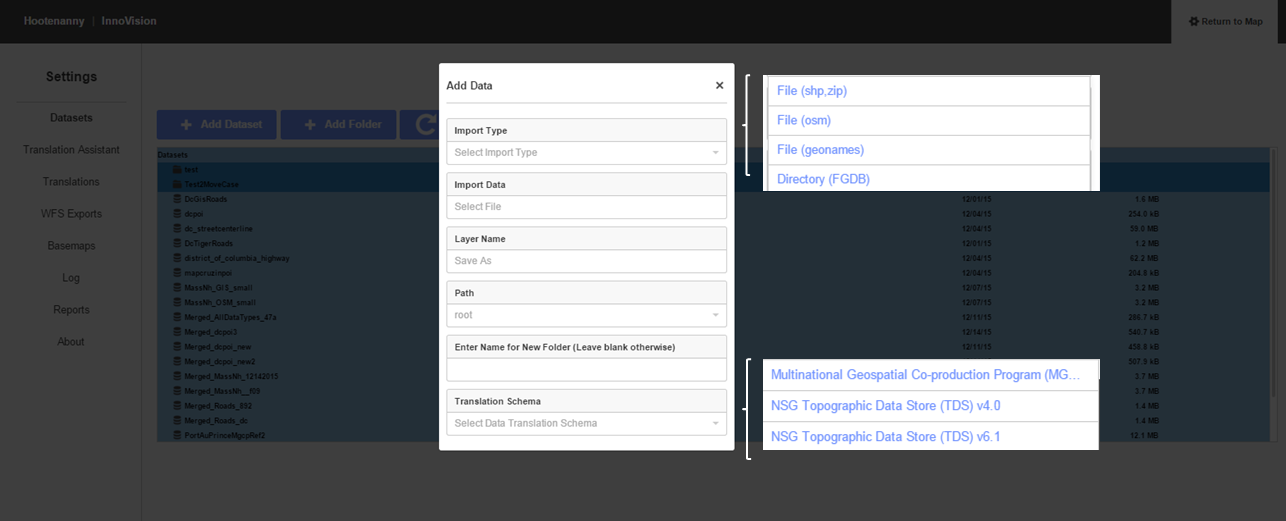 Hootenanny | InnoVision
Return to Map
Settings
Datasets
Translation Assistant
Translations
WFS Exports
Basemaps
Log
Reports
About
+ Add Dataset
+ Add Folder
Datasets
test
Test2MoveCase
DcGisRoads 12/01/15 1.6 MB
dcpoi 12/04/15 254.0 kB
dc_streetcenterline 12/04/15 59.0 MB
DcTigerRoads 12/01/15 1.2 MB
district_of_columbia_highway 12/04/15 62.2 MB
mapcruzinpoi 12/04/15 204.8 kB
MassNh_GIS_small 12/07/15 3.2 MB
MassNh_OSM_small 12/07/15 3.2 MB
Merged_AllDataTypes_47a 12/11/15 286.7 kB
Merged_dcpoi3 12/14/15 540.7 kB
Merged_dcpoi_new 12/11/15 458.8 kB
Merged_dcpoi_new2 507.9 kB
Merged_MassNh_12142015 3.7 MB
Merged_MassNh__f09 3.7 MB
Merged_Roads_892 1.4 MB
Merged_Roads_dc 1.4 MB
PortAuPrinceMgcpRef2 12.1 MB
Add Data
×
Import Type
Select Import Type
Import Data
Select File
Layer Name
Save As
Path
root
Enter Name for New Folder (Leave blank otherwise)
Translation Schema
Select Data Translation Schema
File (shp,zip)
File (osm)
File (geonames)
Directory (FGDB)
Multinational Geospatial Co-production Program (MG...
NSG Topographic Data Store (TDS) v4.0
NSG Topographic Data Store (TDS) v6.1